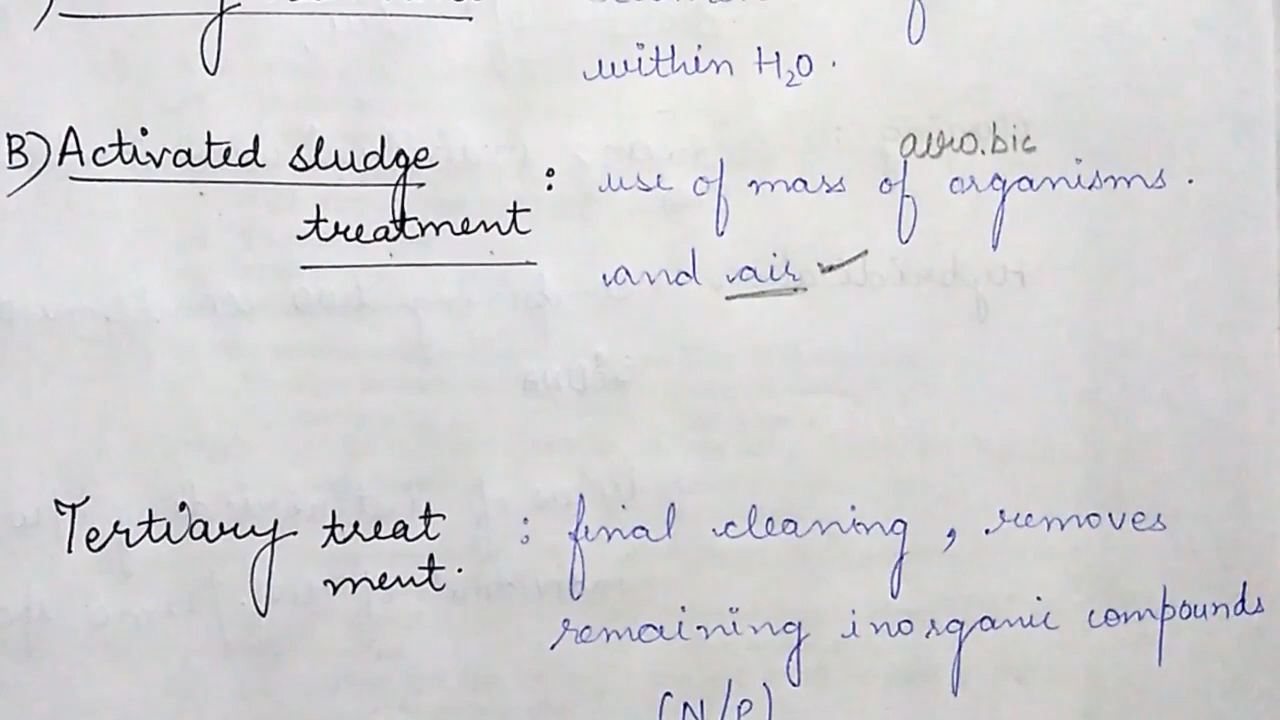 within H₂O.
B) Activated sludge
aerobic
: use of mass of organisms.
treatment
and air ✓
Tertiary treat : final cleaning, removes
ment.
remaining inorganic compounds
(N/P)